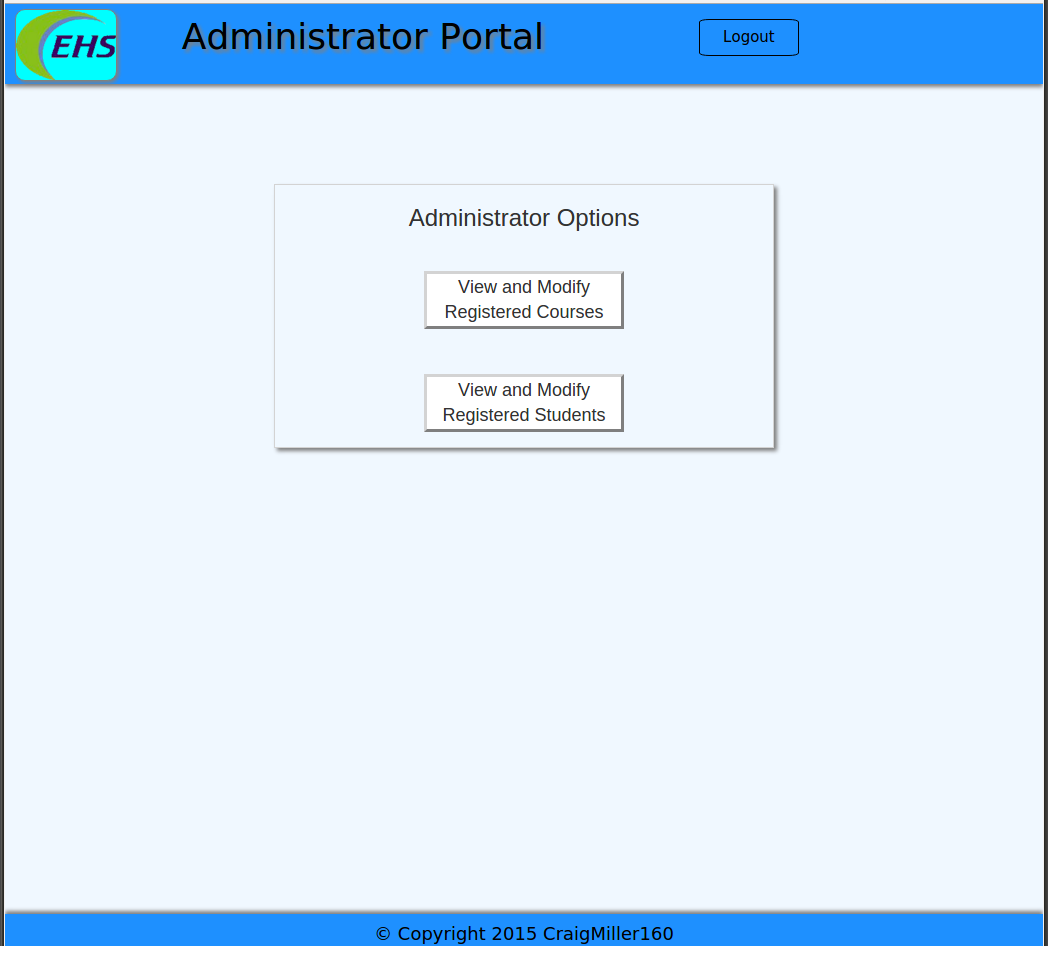 EHS
Administrator Portal
Logout
Administrator Options
View and Modify
Registered Courses
View and Modify
Registered Students
© Copyright 2015 CraigMiller160